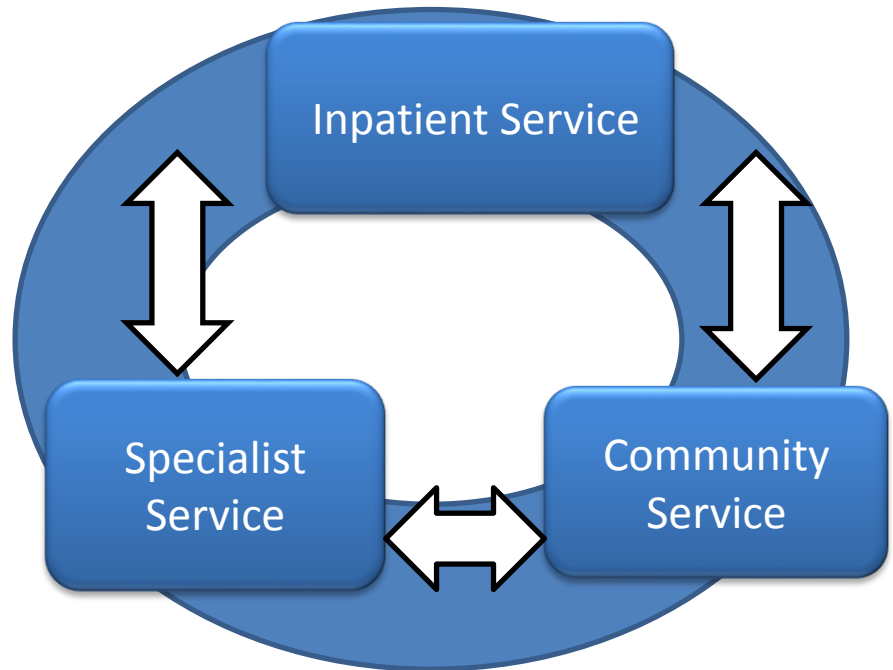 Inpatient Service
Specialist
Service
Community
Service